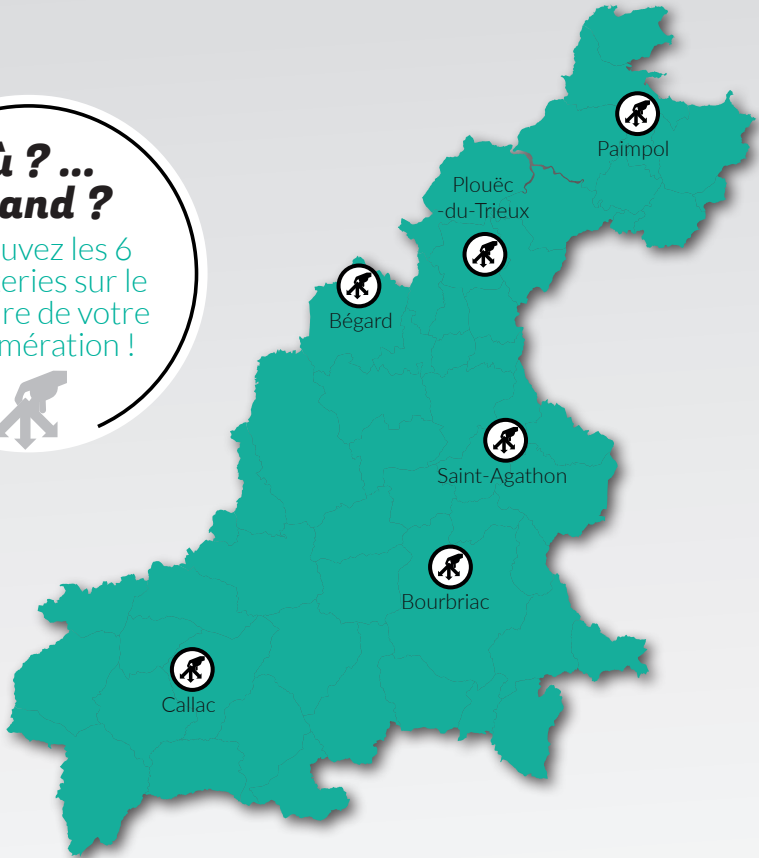 ù ? ...
and ?
uvez les 6
eries sur le
re de votre
mération !
Paimpol
Plouëc
-du-Trieux
Bégard
Saint-Agathon
Bourbriac
Callac